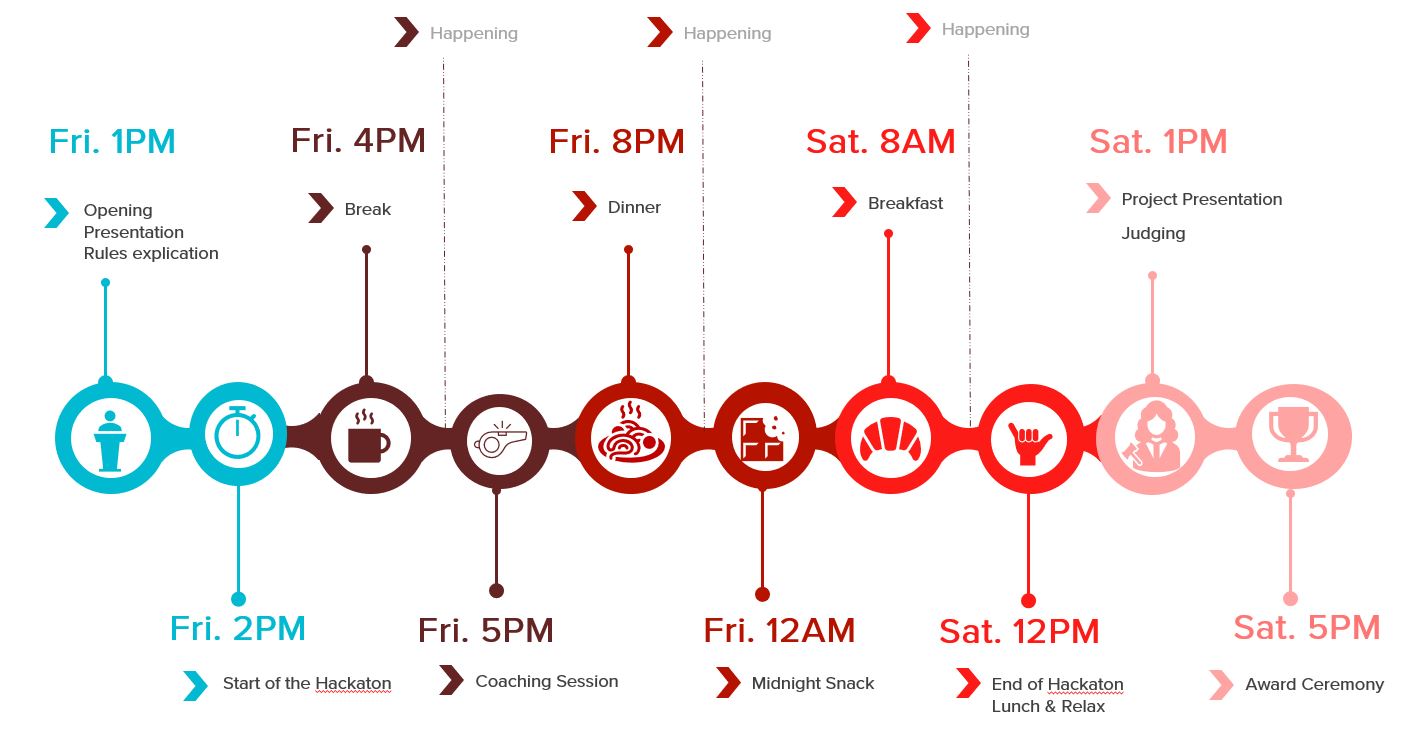 Happening
Happening
Happening
Fri. 1PM
Fri. 4PM
Fri. 8PM
Sat. 8AM
Sat. 1PM
Opening
Presentation
Rules explication
Break
Dinner
Breakfast
Project Presentation
Judging
Fri. 2PM
Fri. 5PM
Fri. 12AM
Sat. 12PM
Sat. 5PM
Start of the Hackaton
Coaching Session
Midnight Snack
End of Hackaton
Lunch & Relax
Award Ceremony